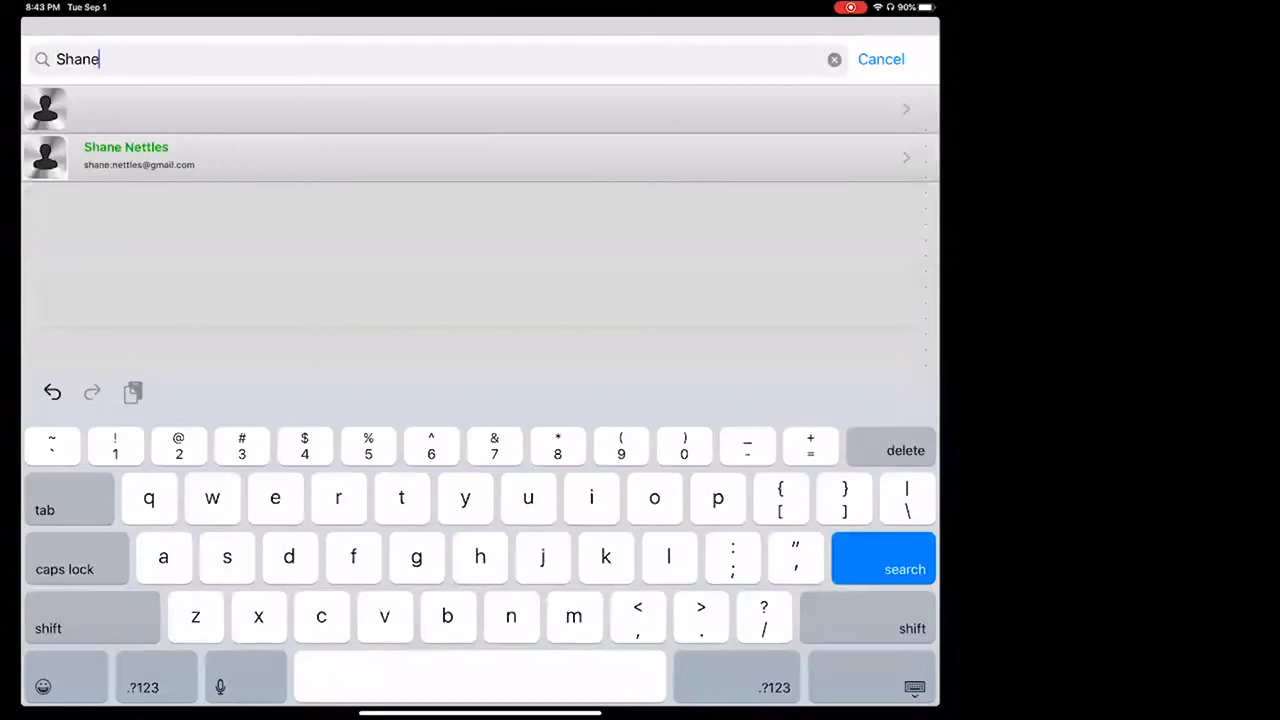 8:43 PM Tue Sep 1
90%
Shane
Cancel
Shane Nettles
shane.nettles@gmail.com
~ ! @ # $ % ^ & * ( ) _ +
` 1 2 3 4 5 6 7 8 9 0 - = delete
tab q w e r t y u i o p { [ } ] | \
caps lock a s d f g h j k l : ; " ' search
shift z x c v b n m < , > . ? / shift
.?123 .?123